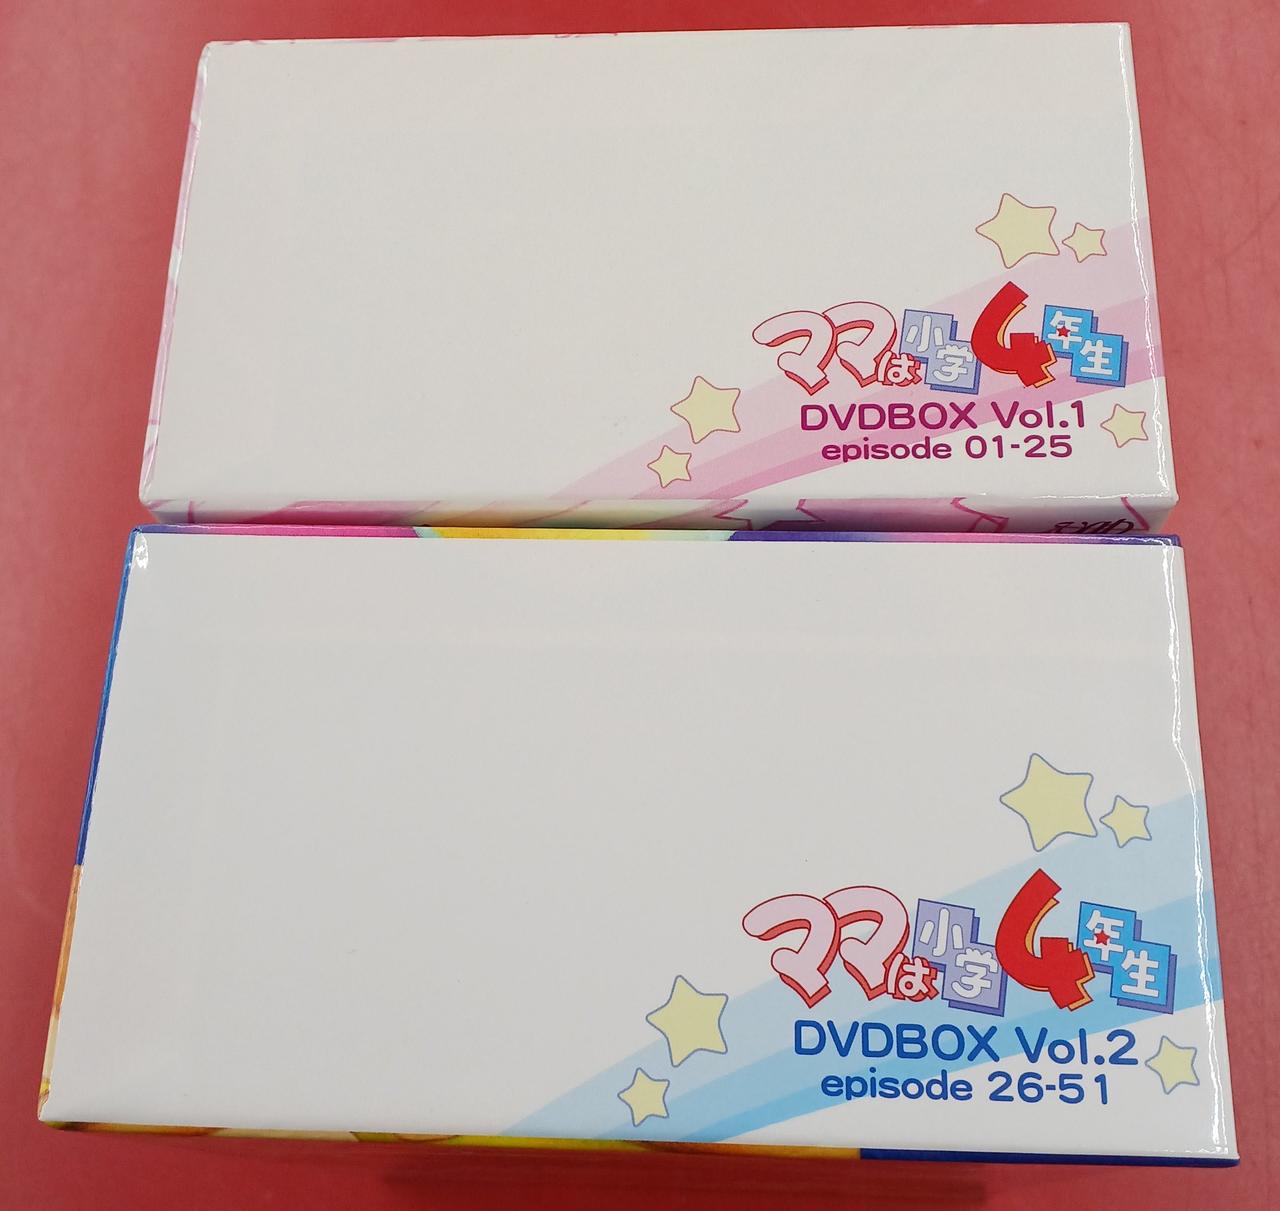 ママは小学4年生
DVDBOX Vol.1
episode 01-25
ママは小学4年生
DVDBOX Vol.2
episode 26-51